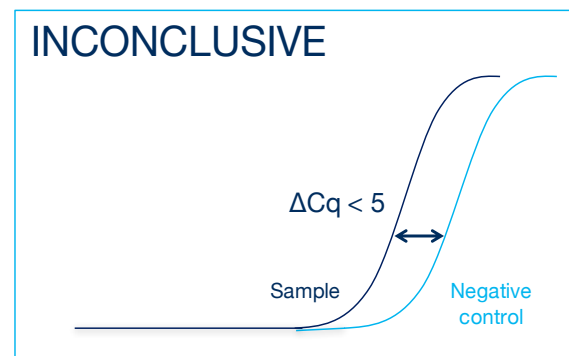 INCONCLUSIVE
ΔCq < 5
Sample
Negative
control